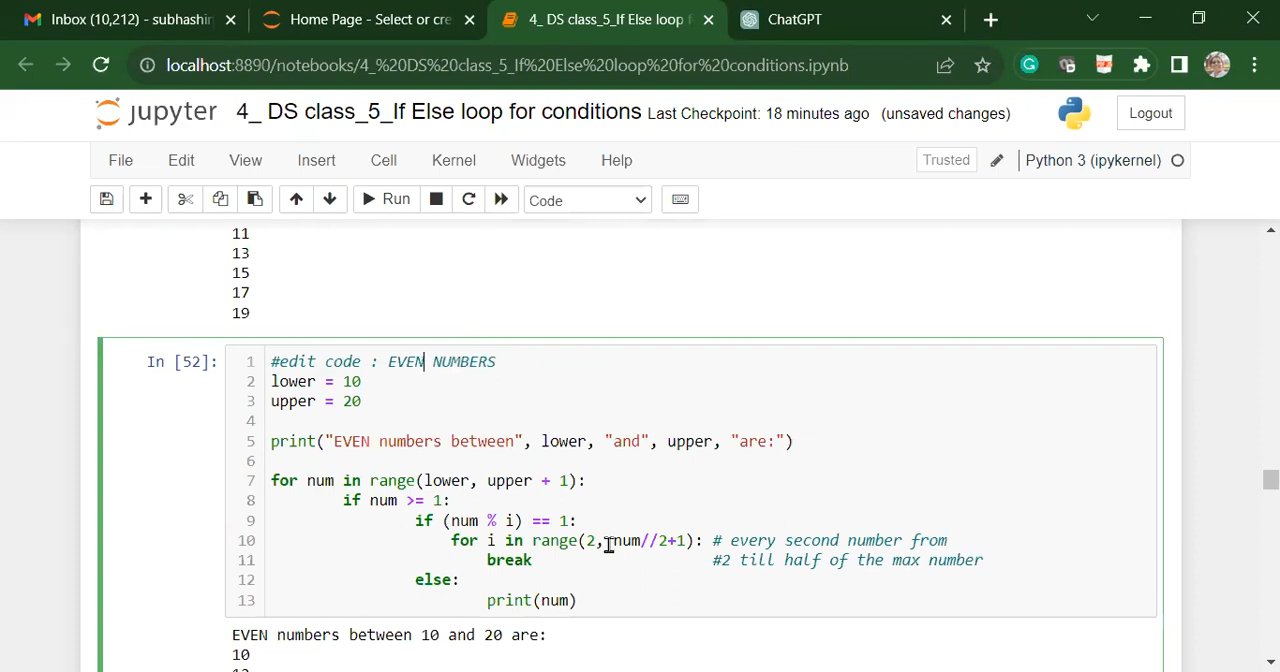 Inbox (10,212) - subhashin
Home Page - Select or cre
4_ DS class_5_If Else loop f
ChatGPT
localhost:8890/notebooks/4_%20DS%20class_5_If%20Else%20loop%20for%20conditions.ipynb
jupyter 4_ DS class_5_If Else loop for conditions Last Checkpoint: 18 minutes ago (unsaved changes)
Logout
File Edit View Insert Cell Kernel Widgets Help
Trusted
Python 3 (ipykernel)
Run
Code
11
13
15
17
19
In [52]:
1 #edit code : EVEN NUMBERS
2 lower = 10
3 upper = 20
4
5 print("EVEN numbers between", lower, "and", upper, "are:")
6
7 for num in range(lower, upper + 1):
8 if num >= 1:
9 if (num % i) == 1:
10 for i in range(2, num//2+1): # every second number from
11 break #2 till half of the max number
12 else:
13 print(num)
EVEN numbers between 10 and 20 are:
10